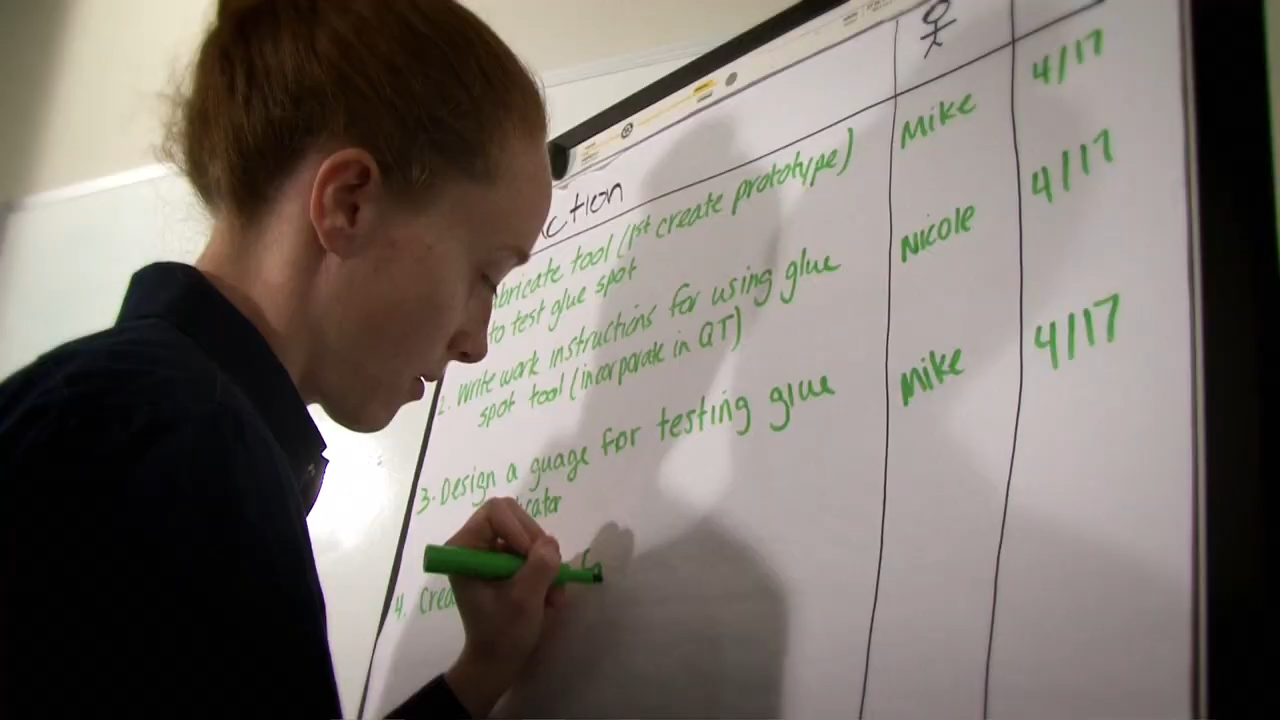 ction
4/17
abricate tool (1st create prototype)
to test glue spot
Mike
4/17
2. Write work instructions for using glue
spot tool (incorporate in QT)
Nicole
4/17
3. Design a guage for testing glue
icator
Mike
4. Crea